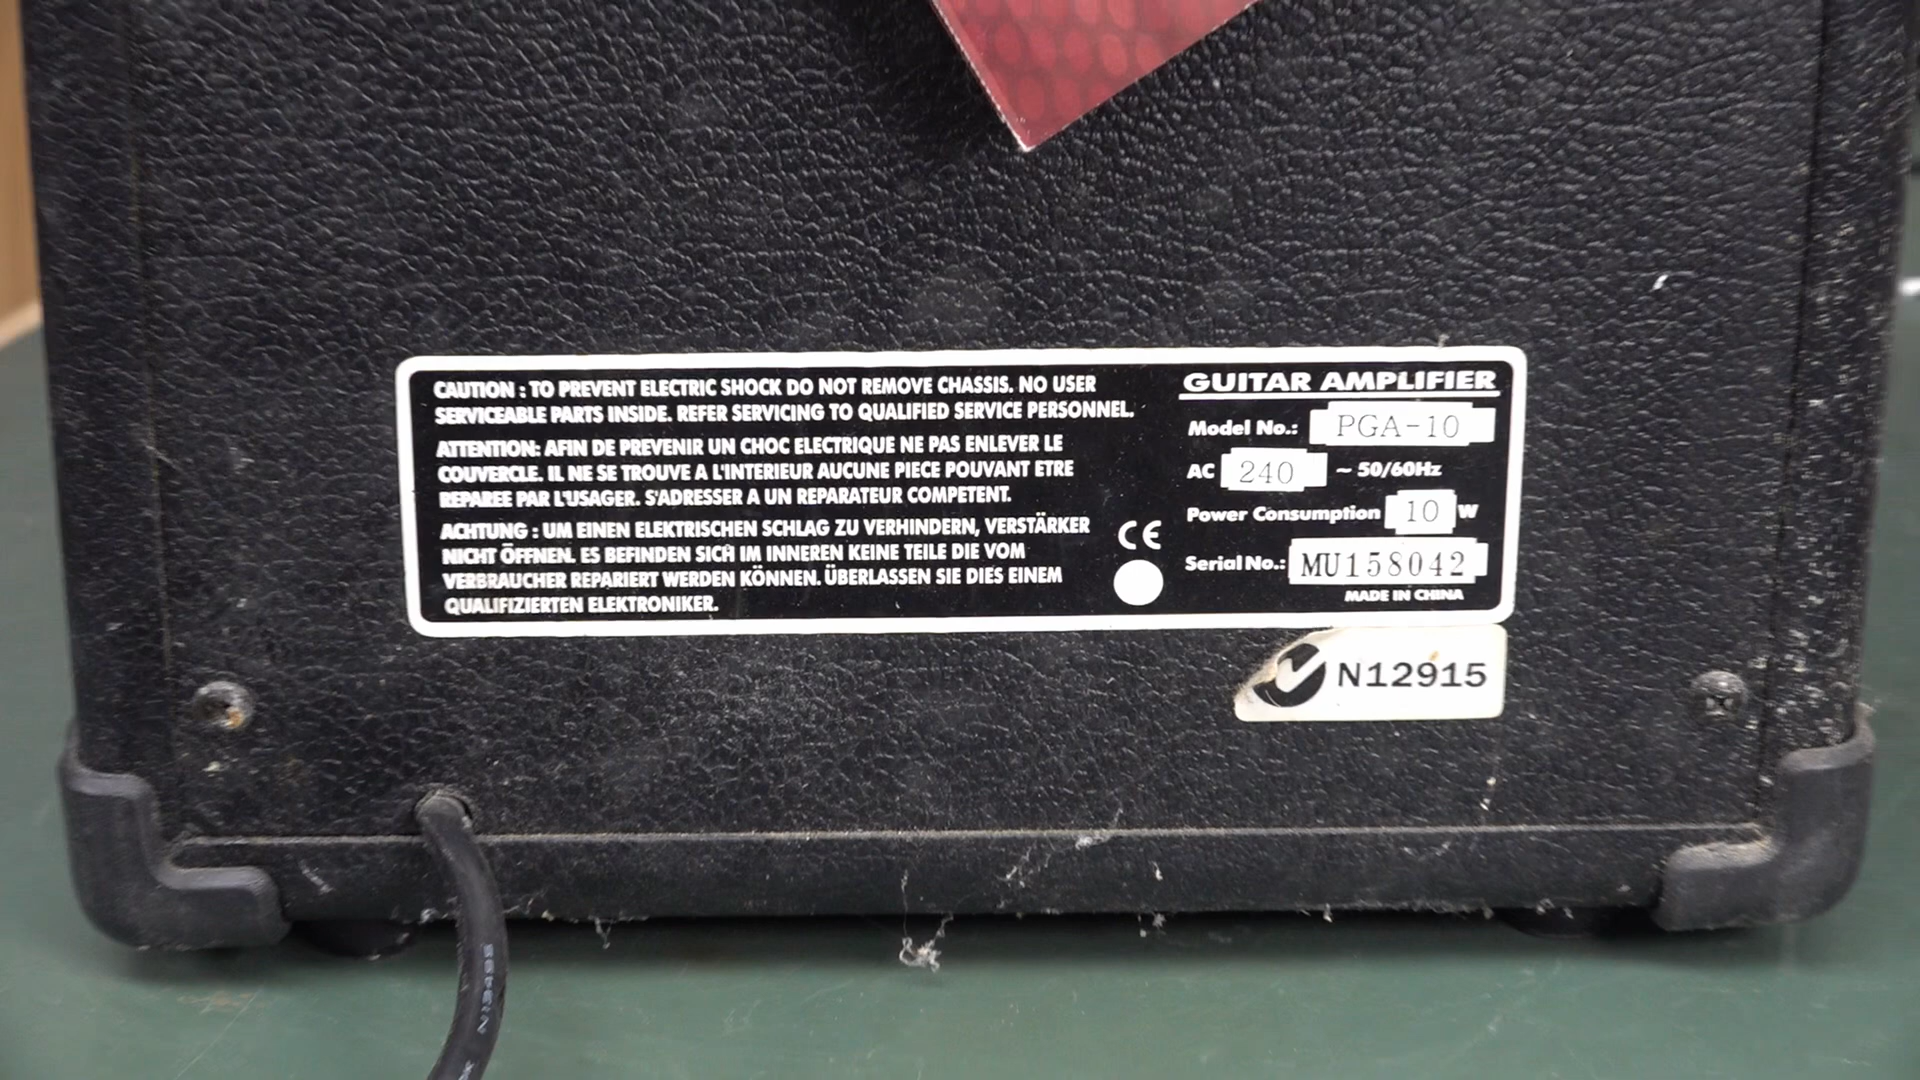 CAUTION : TO PREVENT ELECTRIC SHOCK DO NOT REMOVE CHASSIS. NO USER
SERVICEABLE PARTS INSIDE. REFER SERVICING TO QUALIFIED SERVICE PERSONNEL.
ATTENTION: AFIN DE PREVENIR UN CHOC ELECTRIQUE NE PAS ENLEVER LE
COUVERCLE. IL NE SE TROUVE A L'INTERIEUR AUCUNE PIECE POUVANT ETRE
REPAREE PAR L'USAGER. S'ADRESSER A UN REPARATEUR COMPETENT.
ACHTUNG : UM EINEN ELEKTRISCHEN SCHLAG ZU VERHINDERN, VERSTÄRKER
NICHT ÖFFNEN. ES BEFINDEN SICH IM INNEREN KEINE TEILE DIE VOM
VERBRAUCHER REPARIERT WERDEN KÖNNEN. ÜBERLASSEN SIE DIES EINEM
QUALIFIZIERTEN ELEKTRONIKER.
CE
GUITAR AMPLIFIER
Model No.: PGA-10
AC 240 ~ 50/60Hz
Power Consumption 10 W
Serial No.: MU158042
MADE IN CHINA
N12915